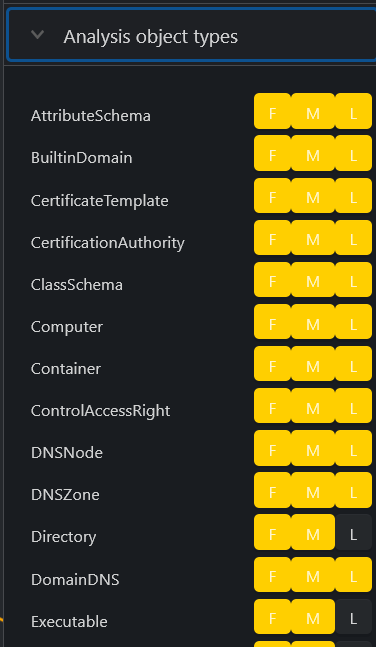 Analysis object types
AttributeSchema F M L
BuiltinDomain F M L
CertificateTemplate F M L
CertificationAuthority F M L
ClassSchema F M L
Computer F M L
Container F M L
ControlAccessRight F M L
DNSNode F M L
DNSZone F M L
Directory F M L
DomainDNS F M L
Executable F M L